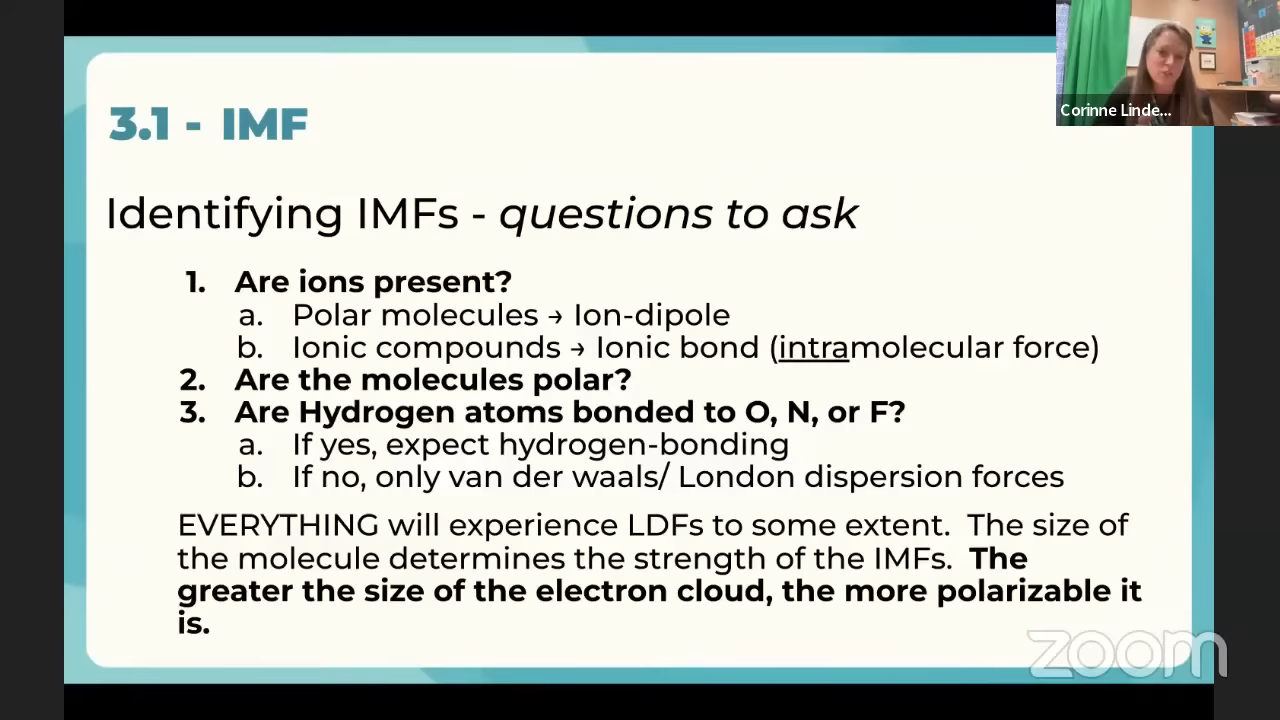 Corinne Linde...
3.1 - IMF
Identifying IMFs - questions to ask
1. Are ions present?
a. Polar molecules → Ion-dipole
b. Ionic compounds → Ionic bond (intramolecular force)
2. Are the molecules polar?
3. Are Hydrogen atoms bonded to O, N, or F?
a. If yes, expect hydrogen-bonding
b. If no, only van der waals/ London dispersion forces
EVERYTHING will experience LDFs to some extent. The size of
the molecule determines the strength of the IMFs. The
greater the size of the electron cloud, the more polarizable it
is.
zoom